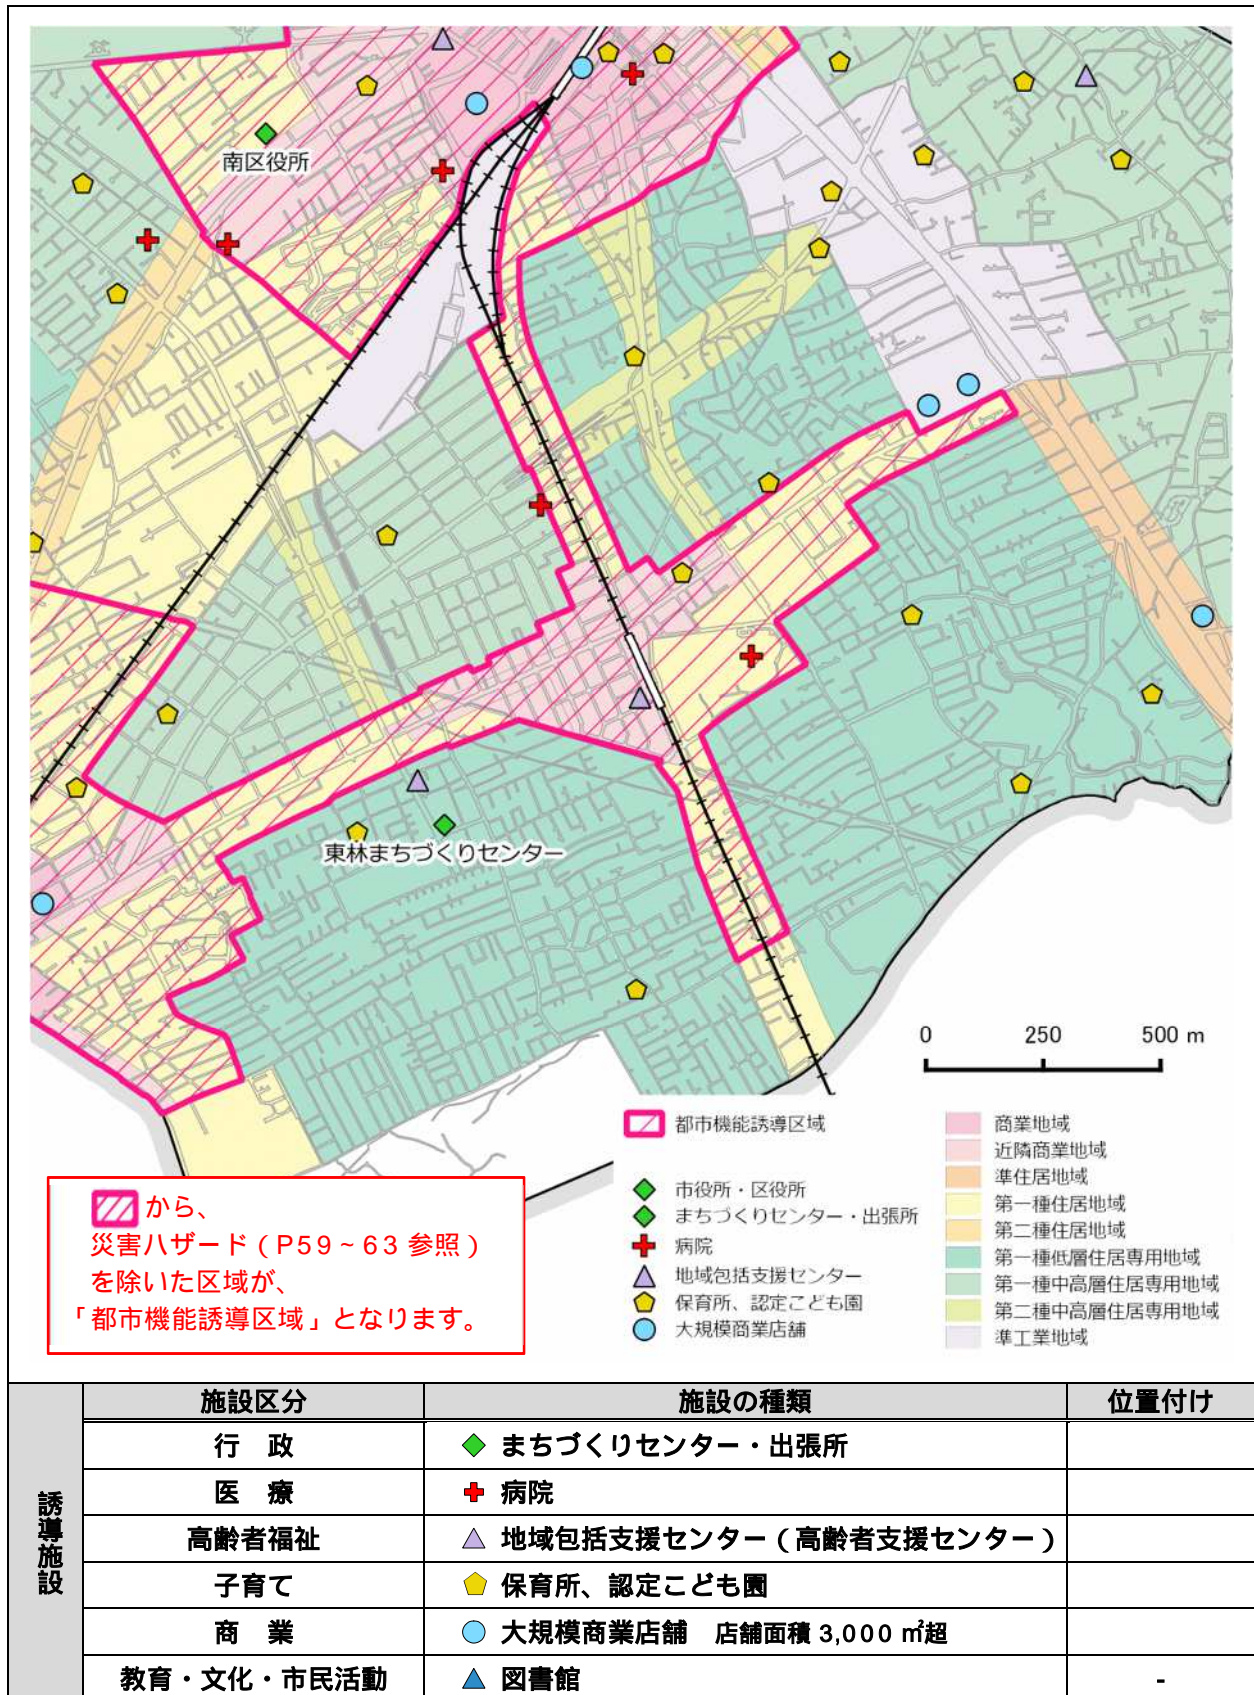 南区役所
東林まちづくりセンター
0 250 500 m
都市機能誘導区域
市役所・区役所
まちづくりセンター・出張所
病院
地域包括支援センター
保育所、認定こども園
大規模商業店舗
商業地域
近隣商業地域
準住居地域
第一種住居地域
第二種住居地域
第一種低層住居専用地域
第一種中高層住居専用地域
第二種中高層住居専用地域
準工業地域
から、
災害ハザード(P59~63 参照)
を除いた区域が、
「都市機能誘導区域」となります。
誘導施設
施設区分 施設の種類 位置付け
行 政 まちづくりセンター・出張所
医 療 病院
高齢者福祉 地域包括支援センター(高齢者支援センター)
子育て 保育所、認定こども園
商 業 大規模商業店舗 店舗面積 3,000 ㎡超
教育・文化・市民活動 図書館 -